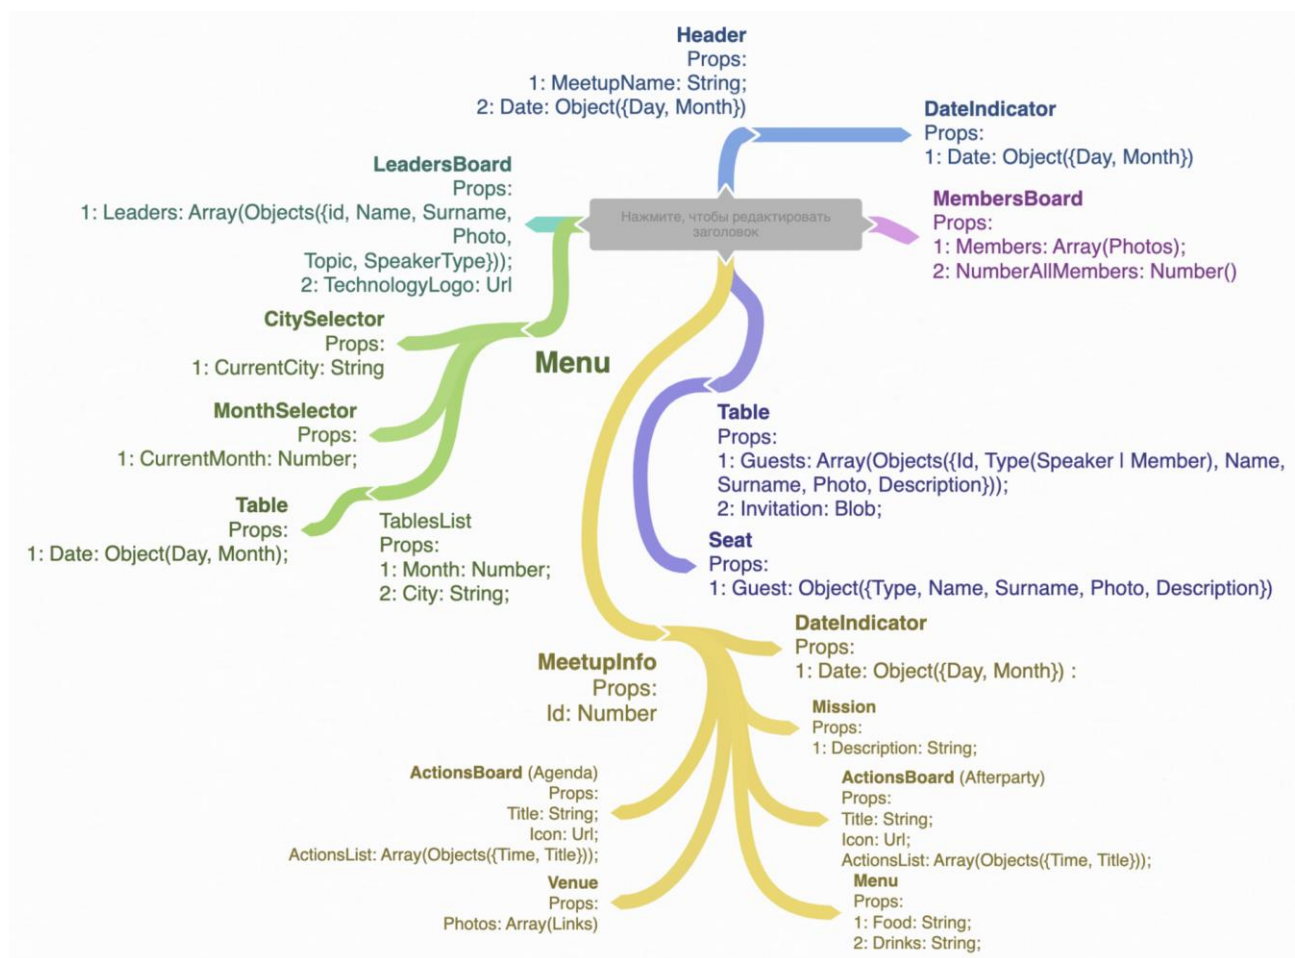 Header
Props:
1: MeetupName: String;
2: Date: Object({Day, Month})
DateIndicator
Props:
1: Date: Object({Day, Month})
LeadersBoard
Props:
1: Leaders: Array(Objects({id, Name, Surname,
Photo,
Topic, SpeakerType}));
2: TechnologyLogo: Url
Нажмите, чтобы редактировать
заголовок
MembersBoard
Props:
1: Members: Array(Photos);
2: NumberAllMembers: Number()
CitySelector
Props:
1: CurrentCity: String
Menu
MonthSelector
Props:
1: CurrentMonth: Number;
Table
Props:
1: Date: Object(Day, Month);
TablesList
Props:
1: Month: Number;
2: City: String;
Table
Props:
1: Guests: Array(Objects({Id, Type(Speaker | Member), Name,
Surname, Photo, Description}));
2: Invitation: Blob;
Seat
Props:
1: Guest: Object({Type, Name, Surname, Photo, Description})
MeetupInfo
Props:
Id: Number
DateIndicator
Props:
1: Date: Object({Day, Month}) :
Mission
Props:
1: Description: String;
ActionsBoard (Agenda)
Props:
Title: String;
Icon: Url;
ActionsList: Array(Objects({Time, Title}));
ActionsBoard (Afterparty)
Props:
Title: String;
Icon: Url;
ActionsList: Array(Objects({Time, Title}));
Venue
Props:
Photos: Array(Links)
Menu
Props:
1: Food: String;
2: Drinks: String;